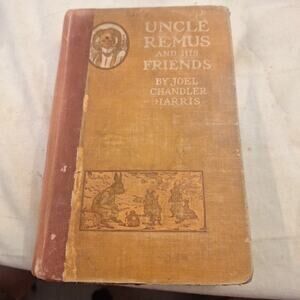 UNCLE
REMUS
AND HIS
FRIENDS
BY JOEL
CHANDLER
HARRIS